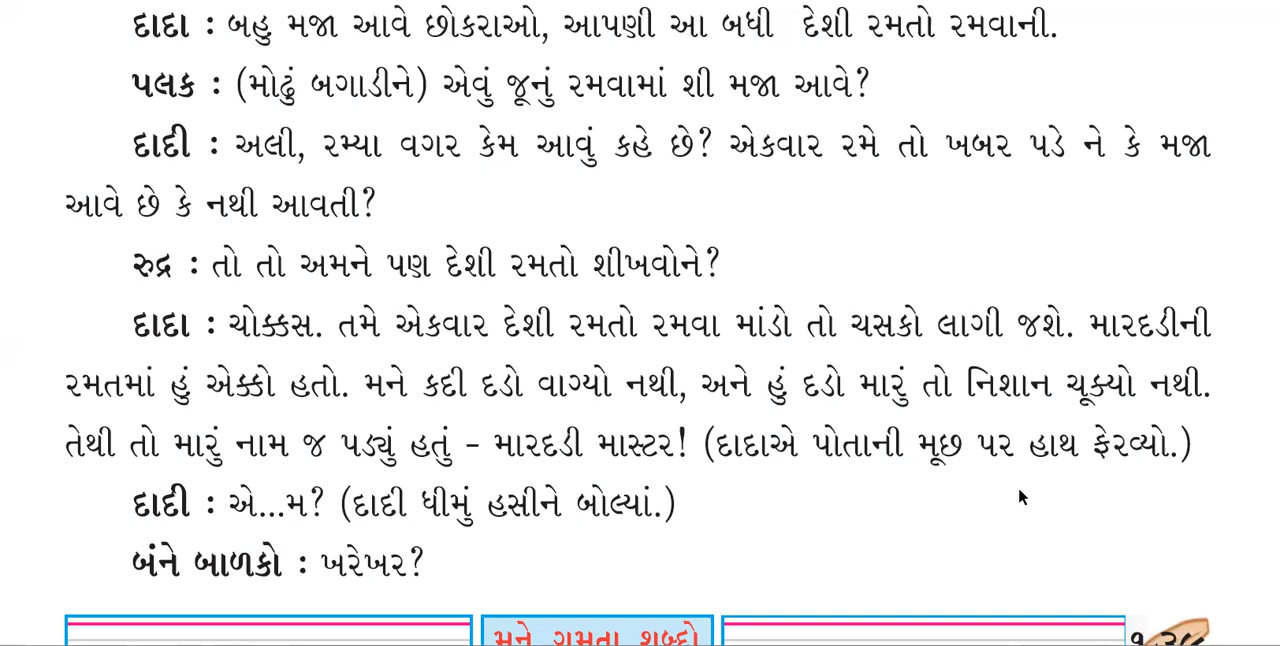 દાદા : બહુ મજા આવે છોકરાઓ, આપણી આ બધી દેશી રમતો રમવાની.
પલક : (મોઢું બગાડીને) એવું જૂનું રમવામાં શી મજા આવે?
દાદી : અલી, રમ્યા વગર કેમ આવું કહે છે? એકવાર રમે તો ખબર પડે ને કે મજા
આવે છે કે નથી આવતી?
રુદ્ર : તો તો અમને પણ દેશી રમતો શીખવોને?
દાદા : ચોક્કસ. તમે એકવાર દેશી રમતો રમવા માંડો તો ચસકો લાગી જશે. મારદડીની
રમતમાં હું એક્કો હતો. મને કદી દડો વાગ્યો નથી, અને હું દડો મારું તો નિશાન ચૂક્યો નથી.
તેથી તો મારું નામ જ પડ્યું હતું - મારદડી માસ્ટર! (દાદાએ પોતાની મૂછ પર હાથ ફેરવ્યો.)
દાદી : એ...મ? (દાદી ધીમું હસીને બોલ્યાં.)
બંને બાળકો : ખરેખર?
મને ગમતા શબ્દો